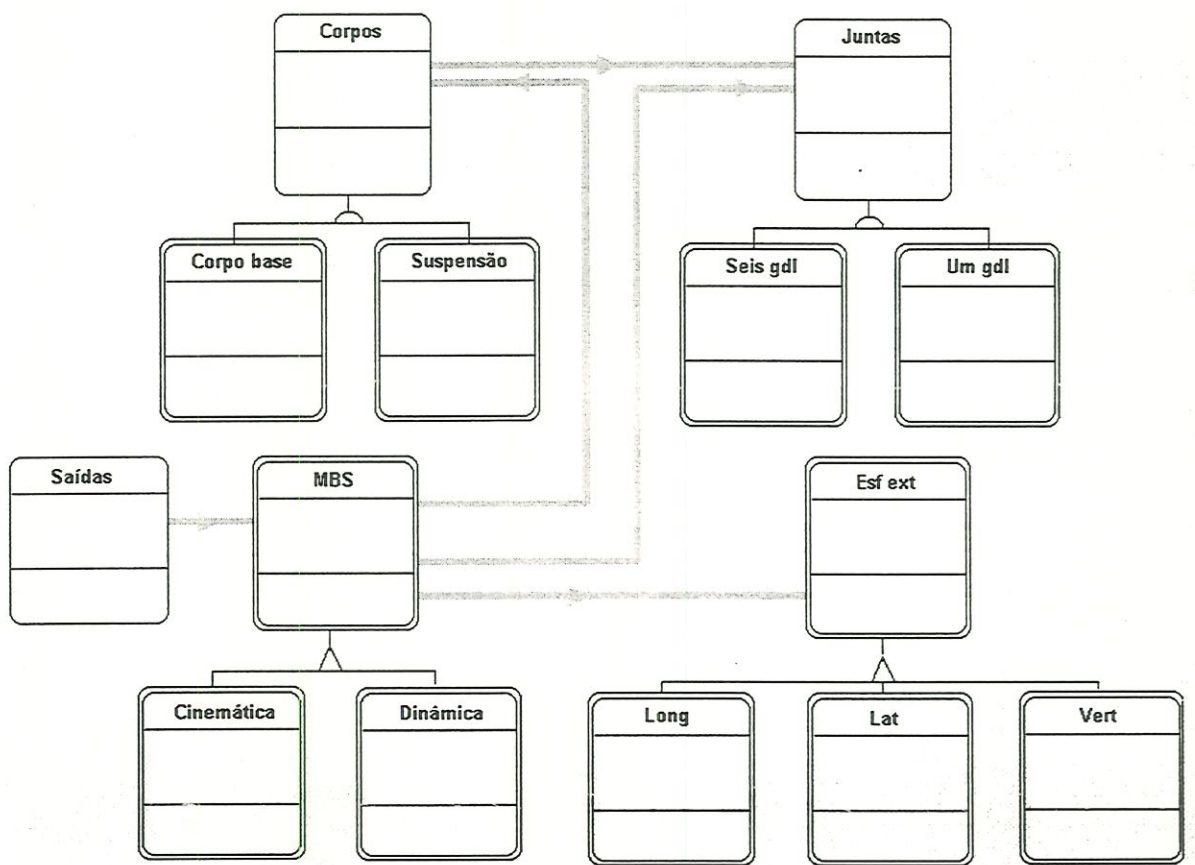 Corpos
Juntas
Corpo base
Suspensão
Seis gdl
Um gdl
Saídas
MBS
Esf ext
Cinemática
Dinâmica
Long
Lat
Vert